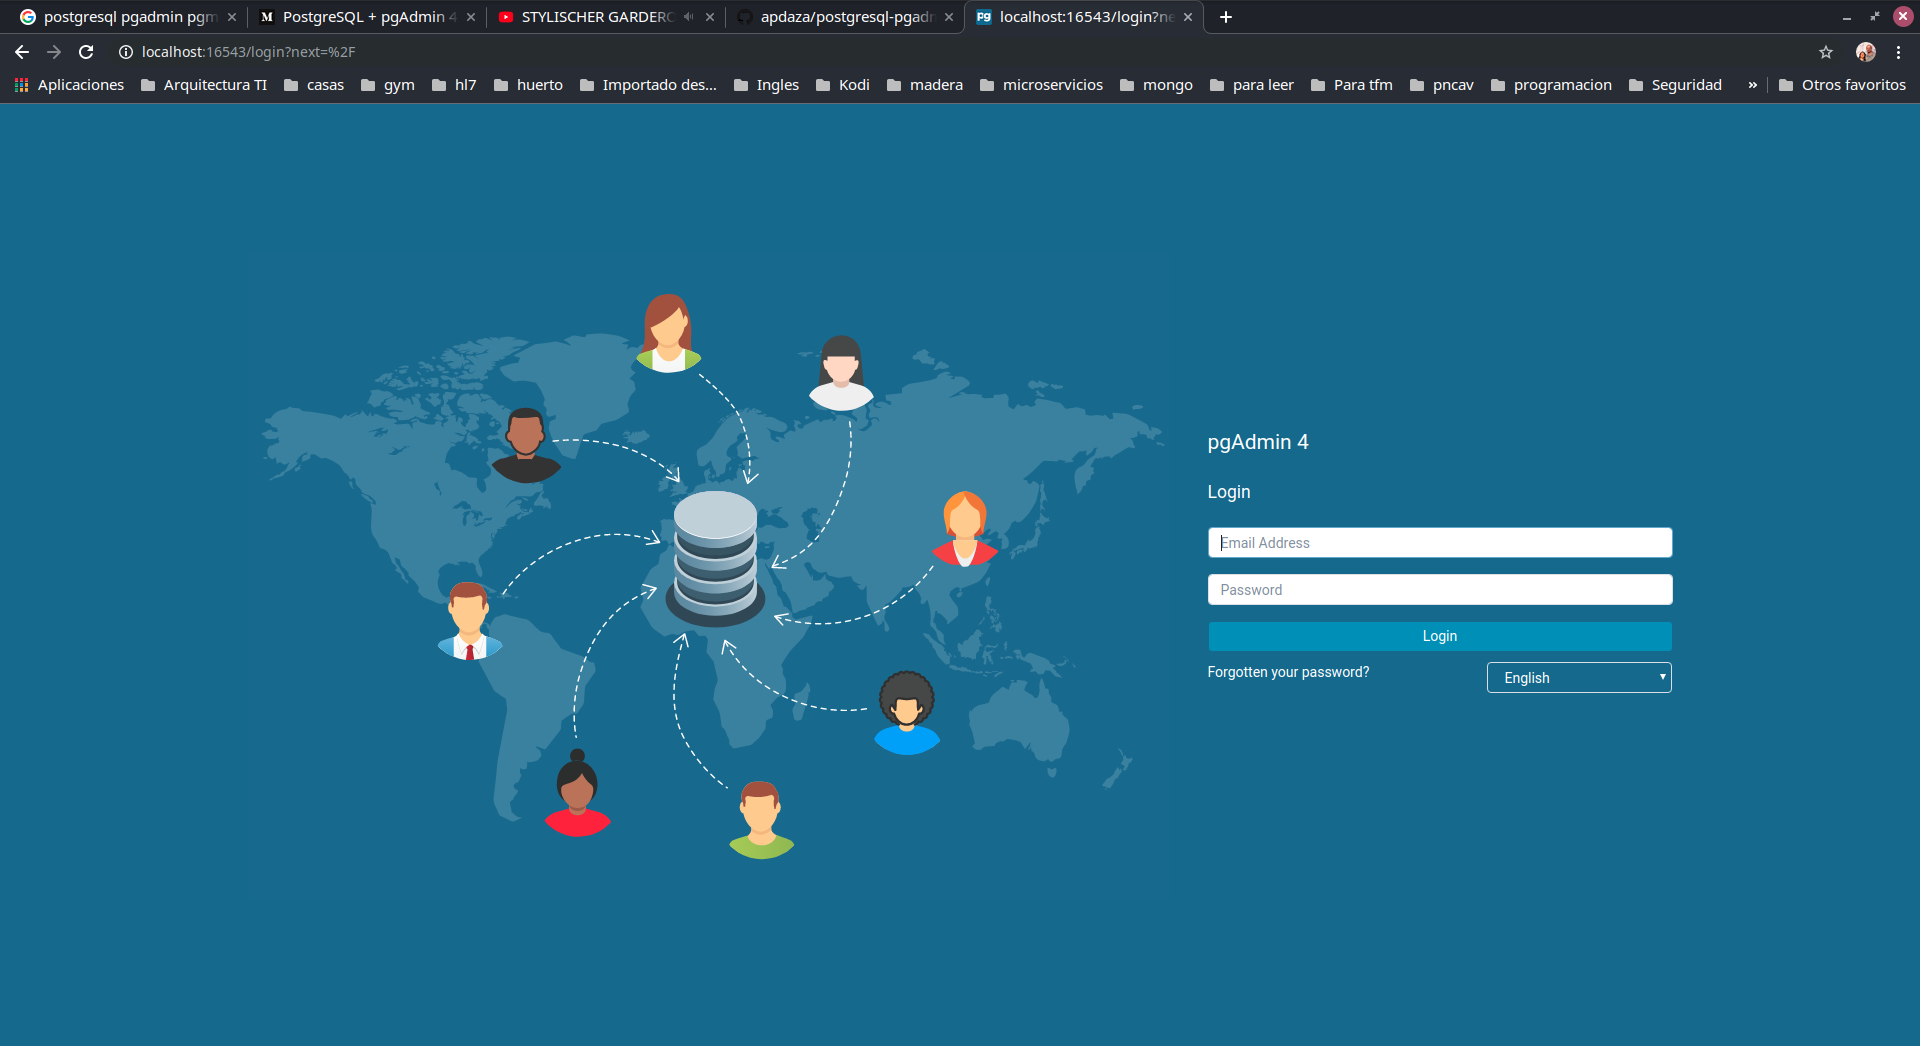 postgresql pgadmin pgm
PostgreSQL + pgAdmin 4
STYLISCHER GARDERO
apdaza/postgresql-pgadn
localhost:16543/login?ne
localhost:16543/login?next=%2F
Aplicaciones
Arquitectura TI
casas
gym
hl7
huerto
Importado des...
Ingles
Kodi
madera
microservicios
mongo
para leer
Para tfm
pncav
programacion
Seguridad
»
Otros favoritos
pgAdmin 4
Login
Email Address
Password
Login
Forgotten your password?
English